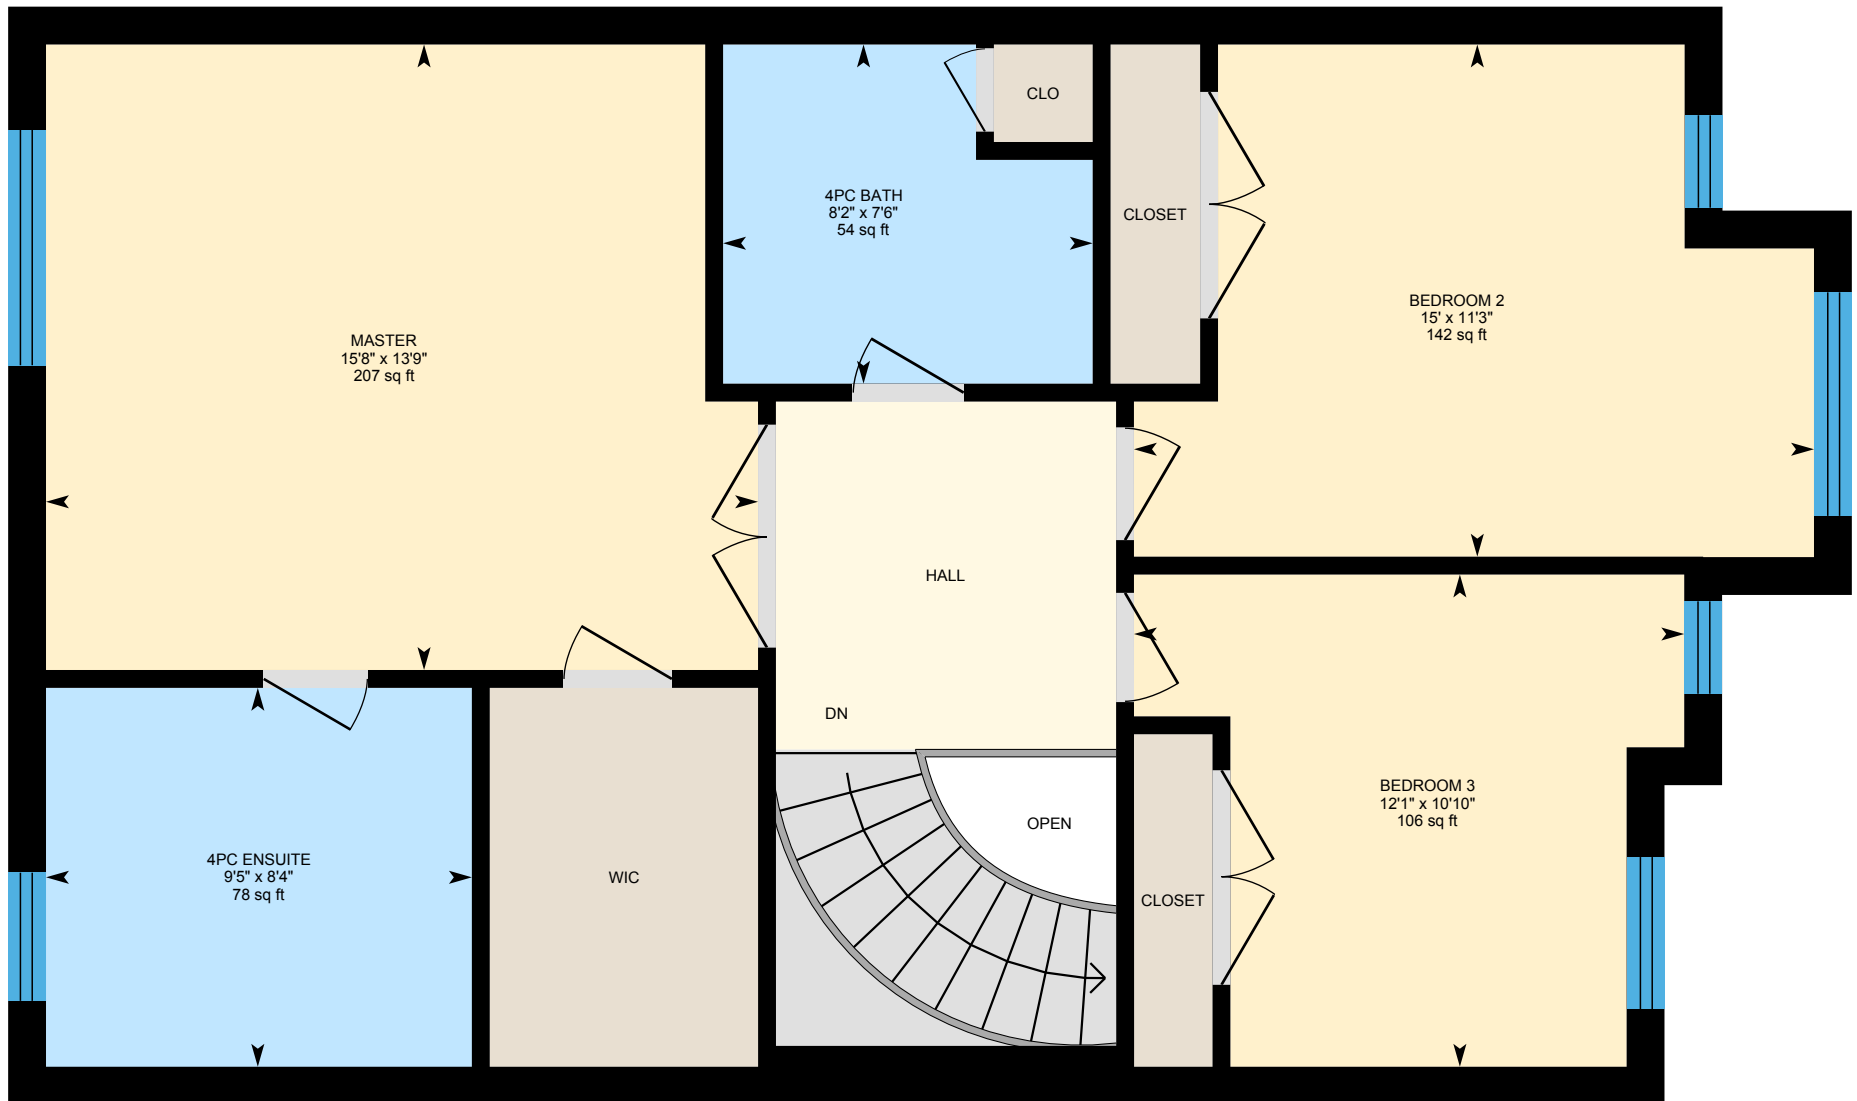 CLO
4PC BATH
8'2" x 7'6"
54 sq ft
CLOSET
BEDROOM 2
15' x 11'3"
142 sq ft
MASTER
15'8" x 13'9"
207 sq ft
HALL
DN
OPEN
BEDROOM 3
12'1" x 10'10"
106 sq ft
4PC ENSUITE
9'5" x 8'4"
78 sq ft
WIC
CLOSET